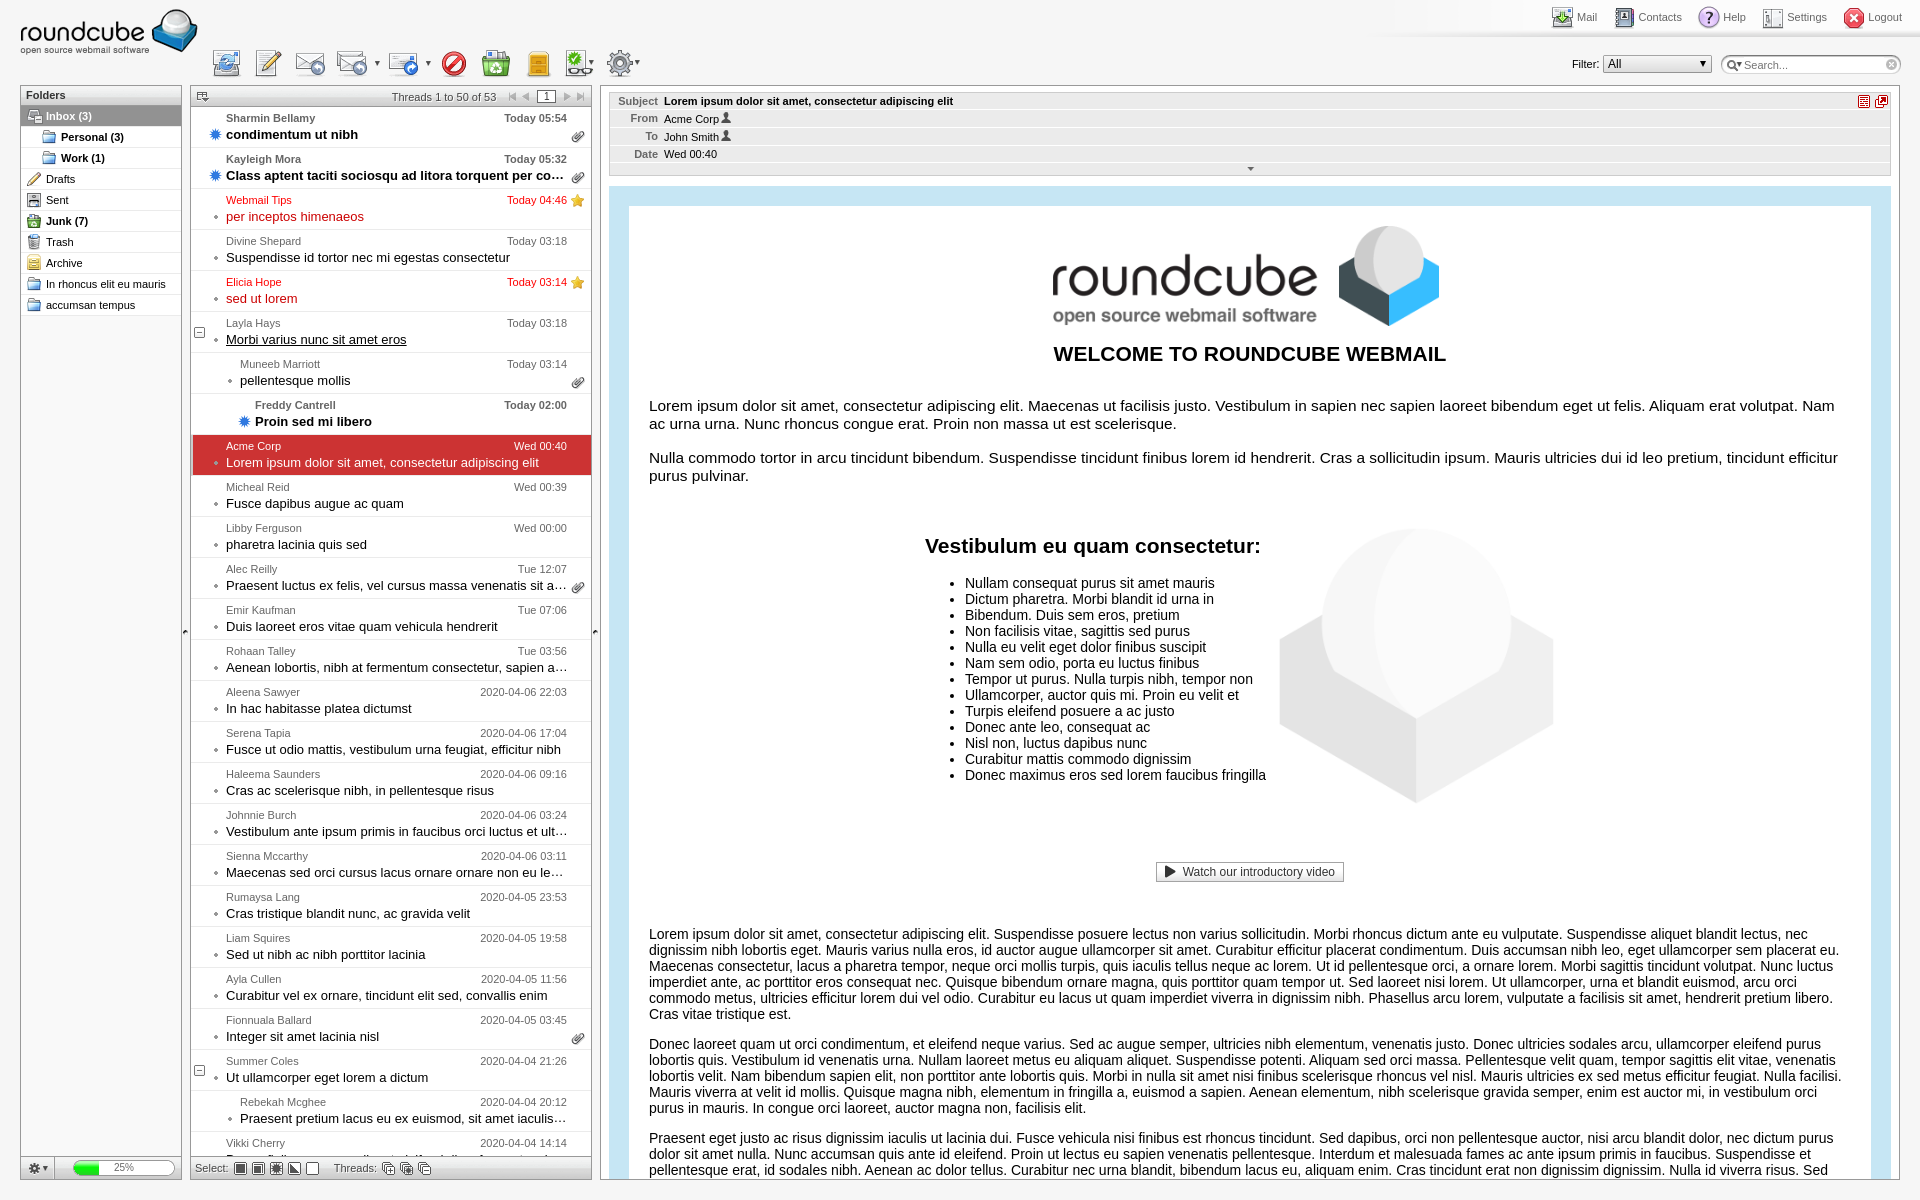 roundcube
open source webmail software
Mail
Contacts
Help
Settings
Logout
Filter:
All
Search...
Folders
Inbox (3)
Personal (3)
Work (1)
Drafts
Sent
Junk (7)
Trash
Archive
In rhoncus elit eu mauris
accumsan tempus
25%
Threads 1 to 50 of 53
1
Sharmin Bellamy Today 05:54
condimentum ut nibh
Kayleigh Mora Today 05:32
Class aptent taciti sociosqu ad litora torquent per co…
Webmail Tips Today 04:46
per inceptos himenaeos
Divine Shepard Today 03:18
Suspendisse id tortor nec mi egestas consectetur
Elicia Hope Today 03:14
sed ut lorem
Layla Hays Today 03:18
Morbi varius nunc sit amet eros
Muneeb Marriott Today 03:14
pellentesque mollis
Freddy Cantrell Today 02:00
Proin sed mi libero
Acme Corp Wed 00:40
Lorem ipsum dolor sit amet, consectetur adipiscing elit
Micheal Reid Wed 00:39
Fusce dapibus augue ac quam
Libby Ferguson Wed 00:00
pharetra lacinia quis sed
Alec Reilly Tue 12:07
Praesent luctus ex felis, vel cursus massa venenatis sit a…
Emir Kaufman Tue 07:06
Duis laoreet eros vitae quam vehicula hendrerit
Rohaan Talley Tue 03:56
Aenean lobortis, nibh at fermentum consectetur, sapien a…
Aleena Sawyer 2020-04-06 22:03
In hac habitasse platea dictumst
Serena Tapia 2020-04-06 17:04
Fusce ut odio mattis, vestibulum urna feugiat, efficitur nibh
Haleema Saunders 2020-04-06 09:16
Cras ac scelerisque nibh, in pellentesque risus
Johnnie Burch 2020-04-06 03:24
Vestibulum ante ipsum primis in faucibus orci luctus et ult…
Sienna Mccarthy 2020-04-06 03:11
Maecenas sed orci cursus lacus ornare ornare non eu le…
Rumaysa Lang 2020-04-05 23:53
Cras tristique blandit nunc, ac gravida velit
Liam Squires 2020-04-05 19:58
Sed ut nibh ac nibh porttitor lacinia
Ayla Cullen 2020-04-05 11:56
Curabitur vel ex ornare, tincidunt elit sed, convallis enim
Fionnuala Ballard 2020-04-05 03:45
Integer sit amet lacinia nisl
Summer Coles 2020-04-04 21:26
Ut ullamcorper eget lorem a dictum
Rebekah Mcghee 2020-04-04 20:12
Praesent pretium lacus eu ex euismod, sit amet iaculis…
Vikki Cherry 2020-04-04 14:14
Select:
Threads:
Subject Lorem ipsum dolor sit amet, consectetur adipiscing elit
From Acme Corp
To John Smith
Date Wed 00:40
roundcube
open source webmail software
WELCOME TO ROUNDCUBE WEBMAIL
Lorem ipsum dolor sit amet, consectetur adipiscing elit. Maecenas ut facilisis justo. Vestibulum in sapien nec sapien laoreet bibendum eget ut felis. Aliquam erat volutpat. Nam
ac urna urna. Nunc rhoncus congue erat. Proin non massa ut est scelerisque.
Nulla commodo tortor in arcu tincidunt bibendum. Suspendisse tincidunt finibus lorem id hendrerit. Cras a sollicitudin ipsum. Mauris ultricies dui id leo pretium, tincidunt efficitur
purus pulvinar.
Vestibulum eu quam consectetur:
Nullam consequat purus sit amet mauris
Dictum pharetra. Morbi blandit id urna in
Bibendum. Duis sem eros, pretium
Non facilisis vitae, sagittis sed purus
Nulla eu velit eget dolor finibus suscipit
Nam sem odio, porta eu luctus finibus
Tempor ut purus. Nulla turpis nibh, tempor non
Ullamcorper, auctor quis mi. Proin eu velit et
Turpis eleifend posuere a ac justo
Donec ante leo, consequat ac
Nisl non, luctus dapibus nunc
Curabitur mattis commodo dignissim
Donec maximus eros sed lorem faucibus fringilla
Watch our introductory video
Lorem ipsum dolor sit amet, consectetur adipiscing elit. Suspendisse posuere lectus non varius sollicitudin. Morbi rhoncus dictum ante eu vulputate. Suspendisse aliquet blandit lectus, nec
dignissim nibh lobortis eget. Mauris varius nulla eros, id auctor augue ullamcorper sit amet. Curabitur efficitur placerat condimentum. Duis accumsan nibh leo, eget ullamcorper sem placerat eu.
Maecenas consectetur, lacus a pharetra tempor, neque orci mollis turpis, quis iaculis tellus neque ac lorem. Ut id pellentesque orci, a ornare lorem. Morbi sagittis tincidunt volutpat. Nunc luctus
imperdiet ante, ac porttitor eros consequat nec. Quisque bibendum ornare magna, quis porttitor quam tempor ut. Sed laoreet nisi lorem. Ut ullamcorper, urna et blandit euismod, arcu orci
commodo metus, ultricies efficitur lorem dui vel odio. Curabitur eu lacus ut quam imperdiet viverra in dignissim nibh. Phasellus arcu lorem, vulputate a facilisis sit amet, hendrerit pretium libero.
Cras vitae tristique est.
Donec laoreet quam ut orci condimentum, et eleifend neque varius. Sed ac augue semper, ultricies nibh elementum, venenatis justo. Donec ultricies sodales arcu, ullamcorper eleifend purus
lobortis quis. Vestibulum id venenatis urna. Nullam laoreet metus eu aliquam aliquet. Suspendisse potenti. Aliquam sed orci massa. Pellentesque velit quam, tempor sagittis elit vitae, venenatis
lobortis velit. Nam bibendum sapien elit, non porttitor ante lobortis quis. Morbi in nulla sit amet nisi finibus scelerisque rhoncus vel nisl. Mauris ultricies ex sed metus efficitur feugiat. Nulla facilisi.
Mauris viverra at velit id mollis. Quisque magna nibh, elementum in fringilla a, euismod a sapien. Aenean elementum, nibh scelerisque gravida semper, enim est auctor mi, in vestibulum orci
purus in mauris. In congue orci laoreet, auctor magna non, facilisis elit.
Praesent eget justo ac risus dignissim iaculis ut lacinia dui. Fusce vehicula nisi finibus est rhoncus tincidunt. Sed dapibus, orci non pellentesque auctor, nisi arcu blandit dolor, nec dictum purus
dolor sit amet nulla. Nunc accumsan quis ante id eleifend. Proin ut lectus eu sapien venenatis pellentesque. Interdum et malesuada fames ac ante ipsum primis in faucibus. Suspendisse et
pellentesque erat, id sodales nibh. Aenean ac dolor tellus. Curabitur nec urna blandit, bibendum lacus eu, aliquam enim. Cras tincidunt erat non dignissim dignissim. Nulla id viverra risus. Sed